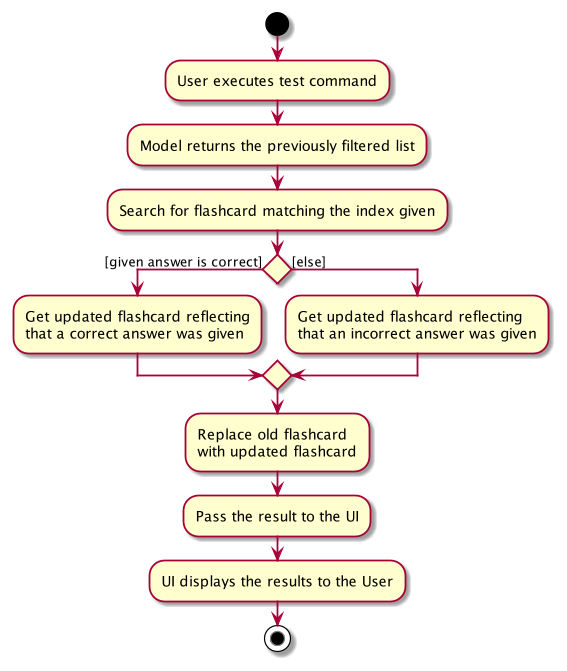 User executes test command
Model returns the previously filtered list
Search for flashcard matching the index given
[given answer is correct]
[else]
Get updated flashcard reflecting
that a correct answer was given
Get updated flashcard reflecting
that an incorrect answer was given
Replace old flashcard
with updated flashcard
Pass the result to the UI
UI displays the results to the User